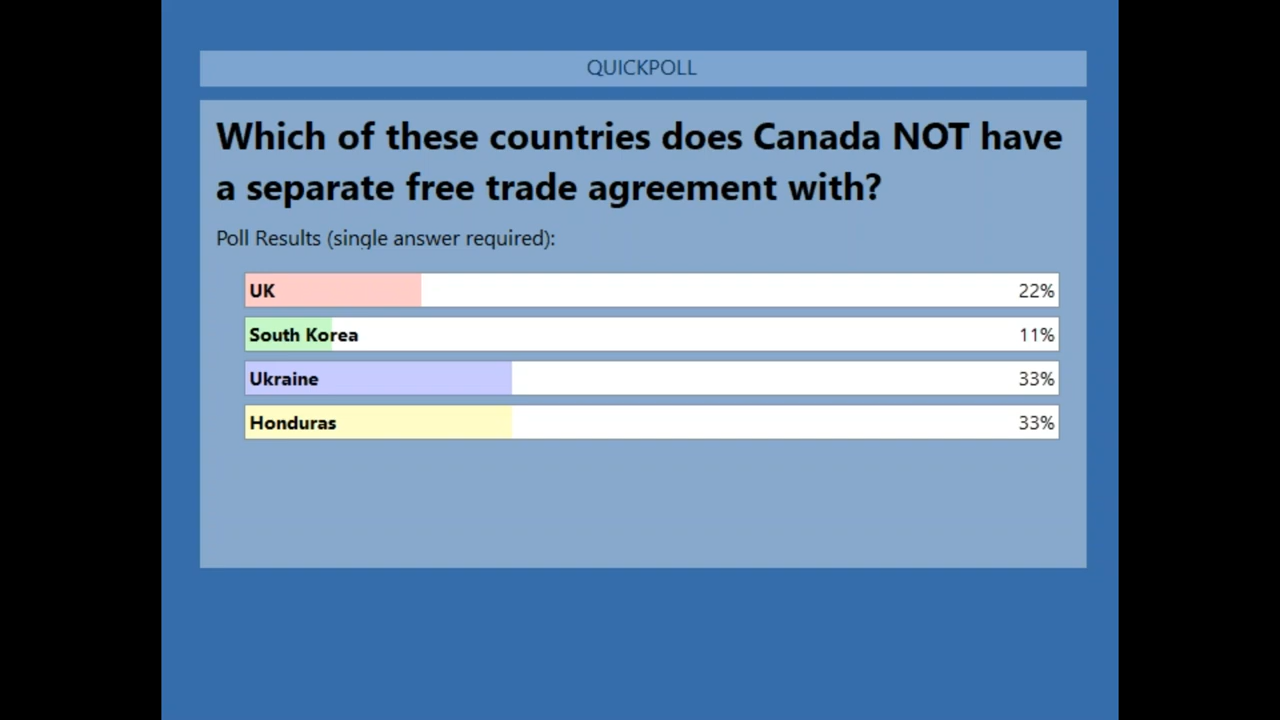 QUICKPOLL
Which of these countries does Canada NOT have
a separate free trade agreement with?
Poll Results (single answer required):
UK 22%
South Korea 11%
Ukraine 33%
Honduras 33%